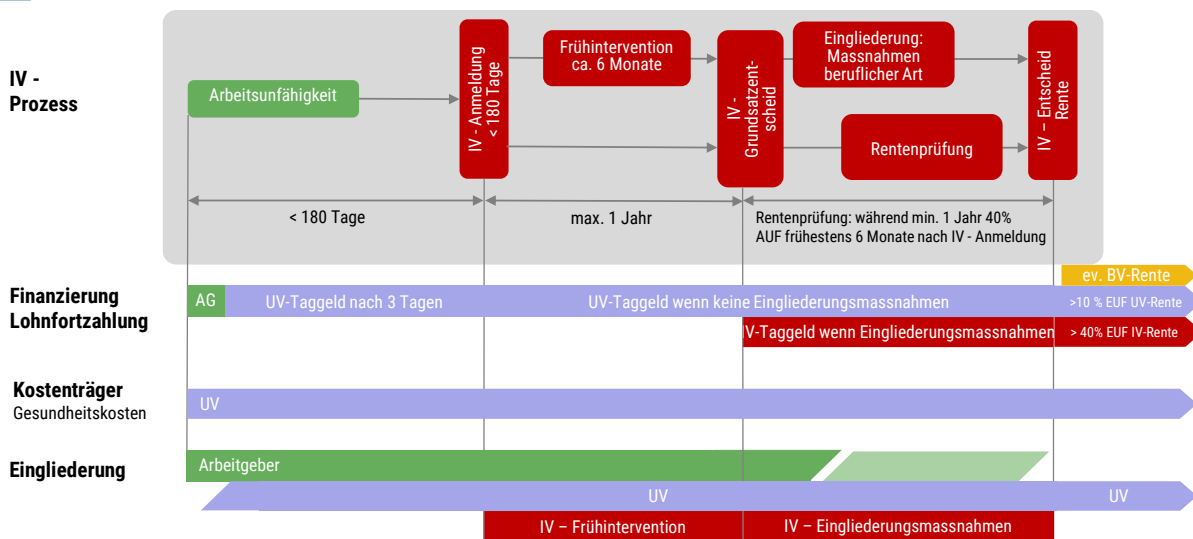 IV -
Prozess
Arbeitsunfähigkeit
IV - Anmeldung
< 180 Tage
Frühintervention
ca. 6 Monate
IV -
Grundsatzent-
scheid
Eingliederung:
Massnahmen
beruflicher Art
Rentenprüfung
IV – Entscheid
Rente
< 180 Tage
max. 1 Jahr
Rentenprüfung: während min. 1 Jahr 40%
AUF frühestens 6 Monate nach IV - Anmeldung
Finanzierung
Lohnfortzahlung
ev. BV-Rente
AG
UV-Taggeld nach 3 Tagen
UV-Taggeld wenn keine Eingliederungsmassnahmen
>10 % EUF UV-Rente
V-Taggeld wenn Eingliederungsmassnahmen
> 40% EUF IV-Rente
Kostenträger
Gesundheitskosten
UV
Eingliederung
Arbeitgeber
UV
UV
IV – Frühintervention
IV – Eingliederungsmassnahmen